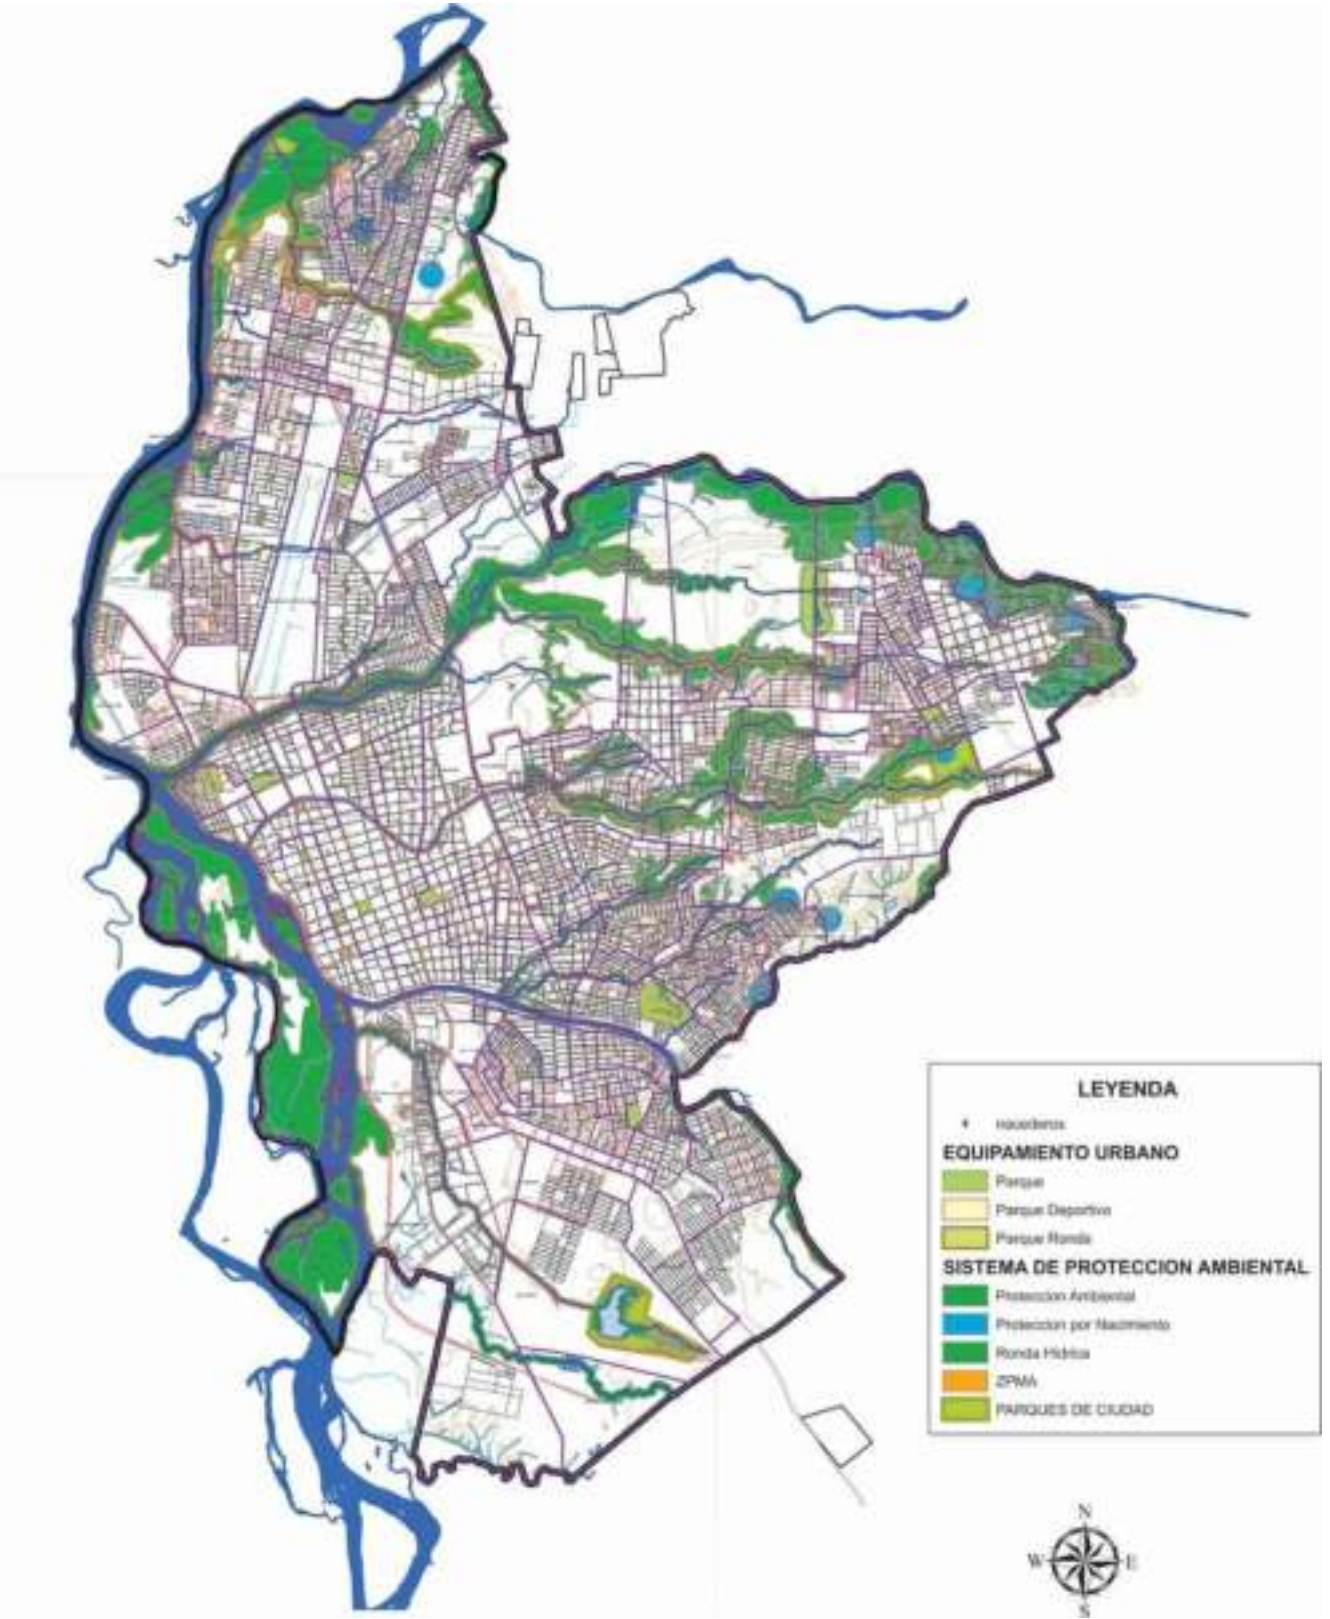 LEYENDA
nacederos
EQUIPAMIENTO URBANO
Parque
Parque Deportivo
Parque Ronda
SISTEMA DE PROTECCION AMBIENTAL
Proteccion Ambiental
Proteccion por Nacimiento
Ronda Hidrica
ZPMA
PARQUES DE CIUDAD
N
W E
S